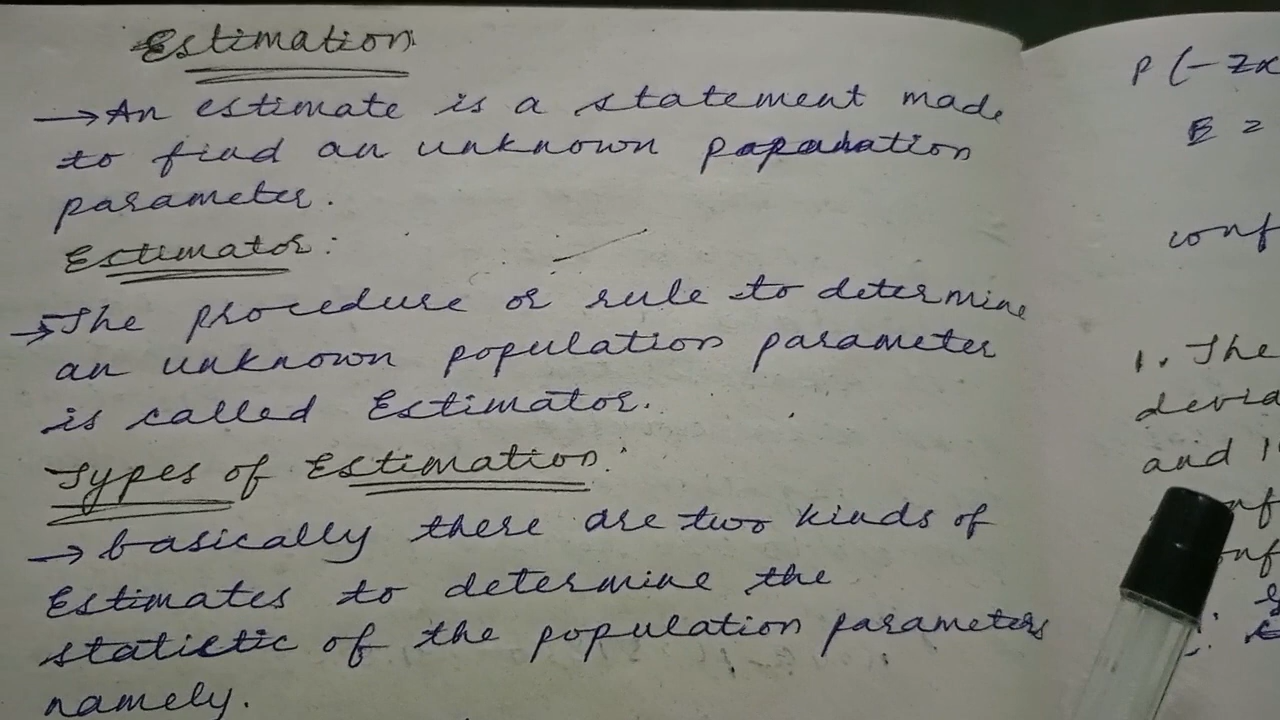 Estimation
→ An estimate is a statement made
to find an unknown population
parameter.
Estimator:
→ The procedure or rule to determine
an unknown population parameter
is called Estimator.
Types of Estimation:
→ basically there are two kinds of
Estimates to determine the
statistic of the population parameters
namely.
P(-Zα
E =
conf
1. The
devia
and